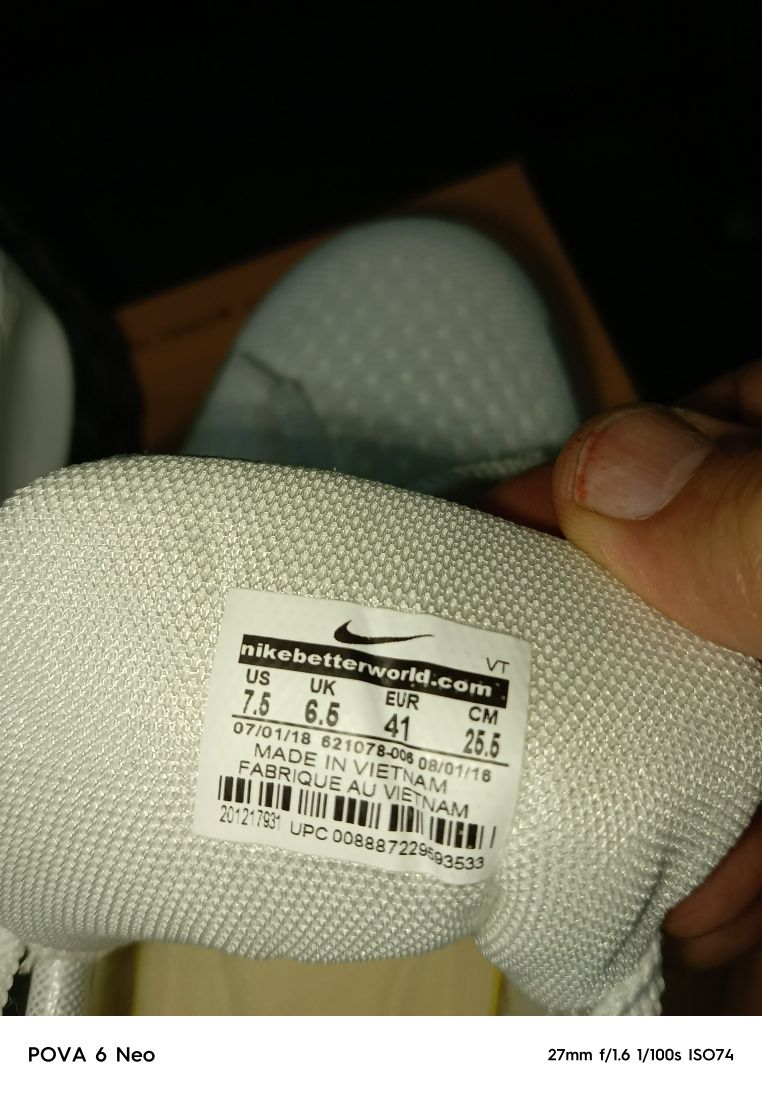 VT
nikebetterworld.com
US UK EUR CM
7.5 6.5 41 25.5
07/01/18 621078-006 08/01/16
MADE IN VIETNAM
FABRIQUE AU VIETNAM
201217931 UPC 008887229593533
POVA 6 Neo
27mm f/1.6 1/100s ISO74